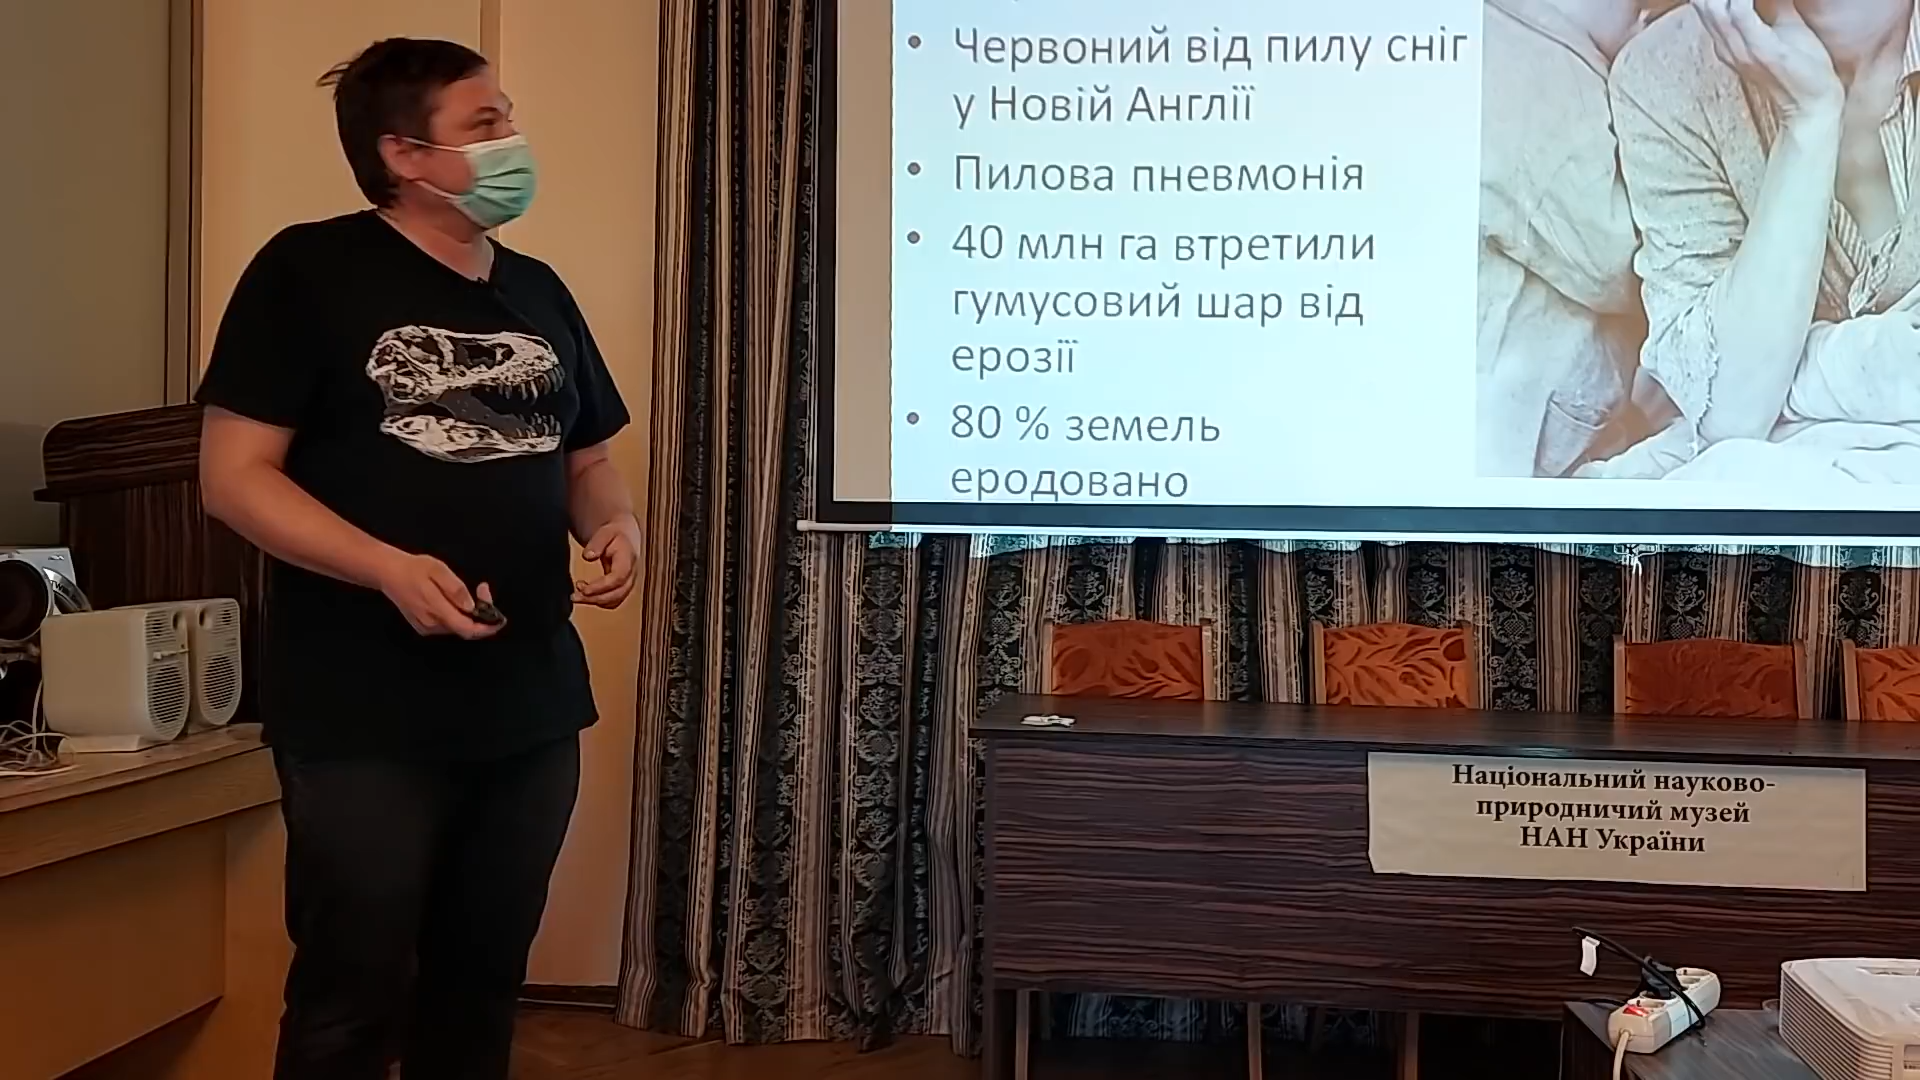 Червоний від пилу сніг
у Новій Англії
Пилова пневмонія
40 млн га втретили
гумусовий шар від
ерозії
80 % земель
еродовано
Національний науково-
природничий музей
НАН України